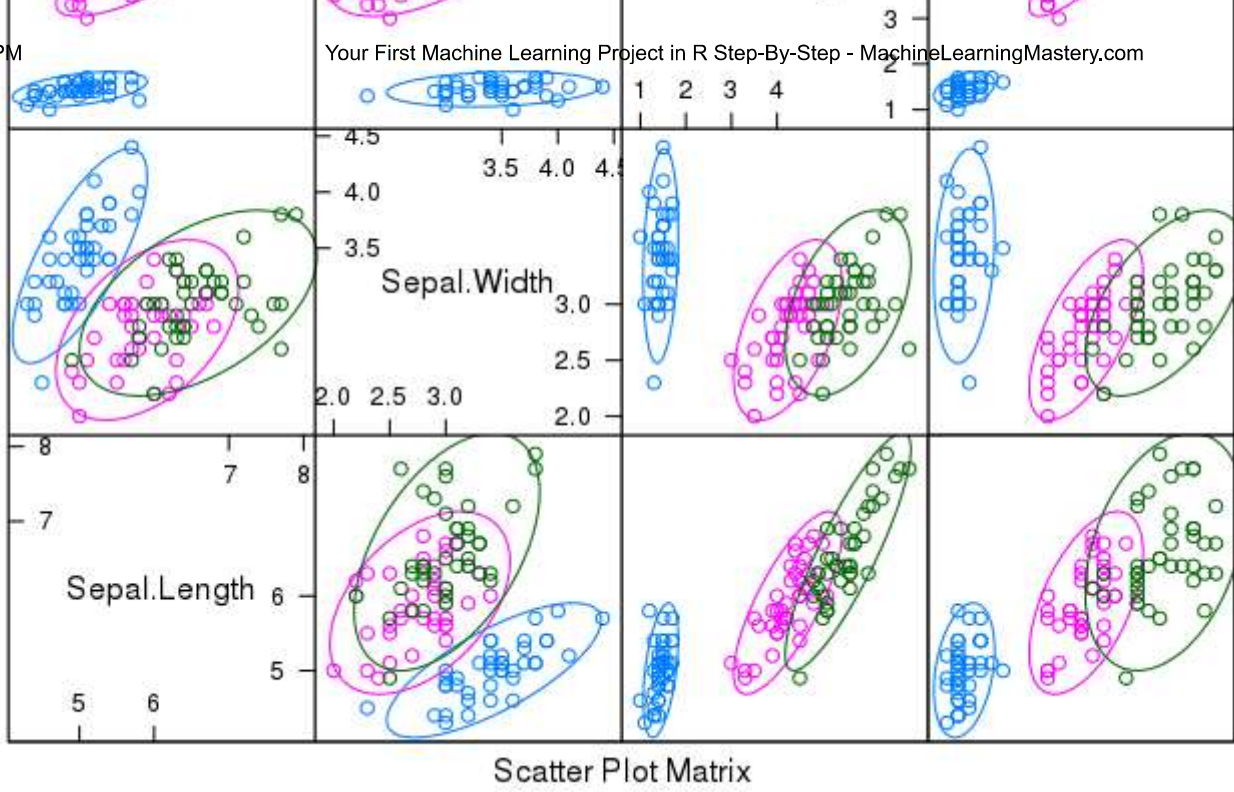 3
PM Your First Machine Learning Project in R Step-By-Step - MachineLearningMastery.com
2
1 2 3 4
1
4.5
3.5 4.0 4.5
4.0
3.5
Sepal.Width
3.0
2.5
2.0 2.5 3.0
2.0
8
7 8
7
Sepal.Length
6
5
5 6
Scatter Plot Matrix